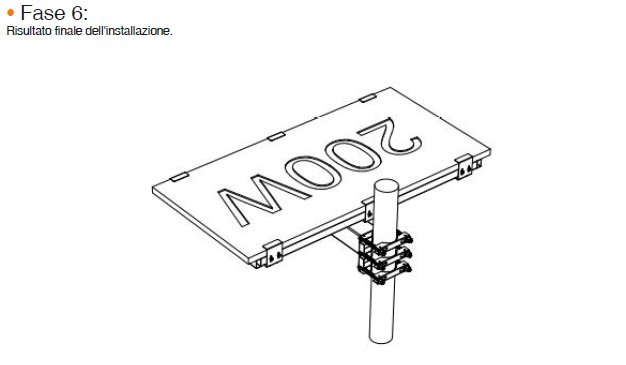 • Fase 6:
Risultato finale dell'installazione.
200W